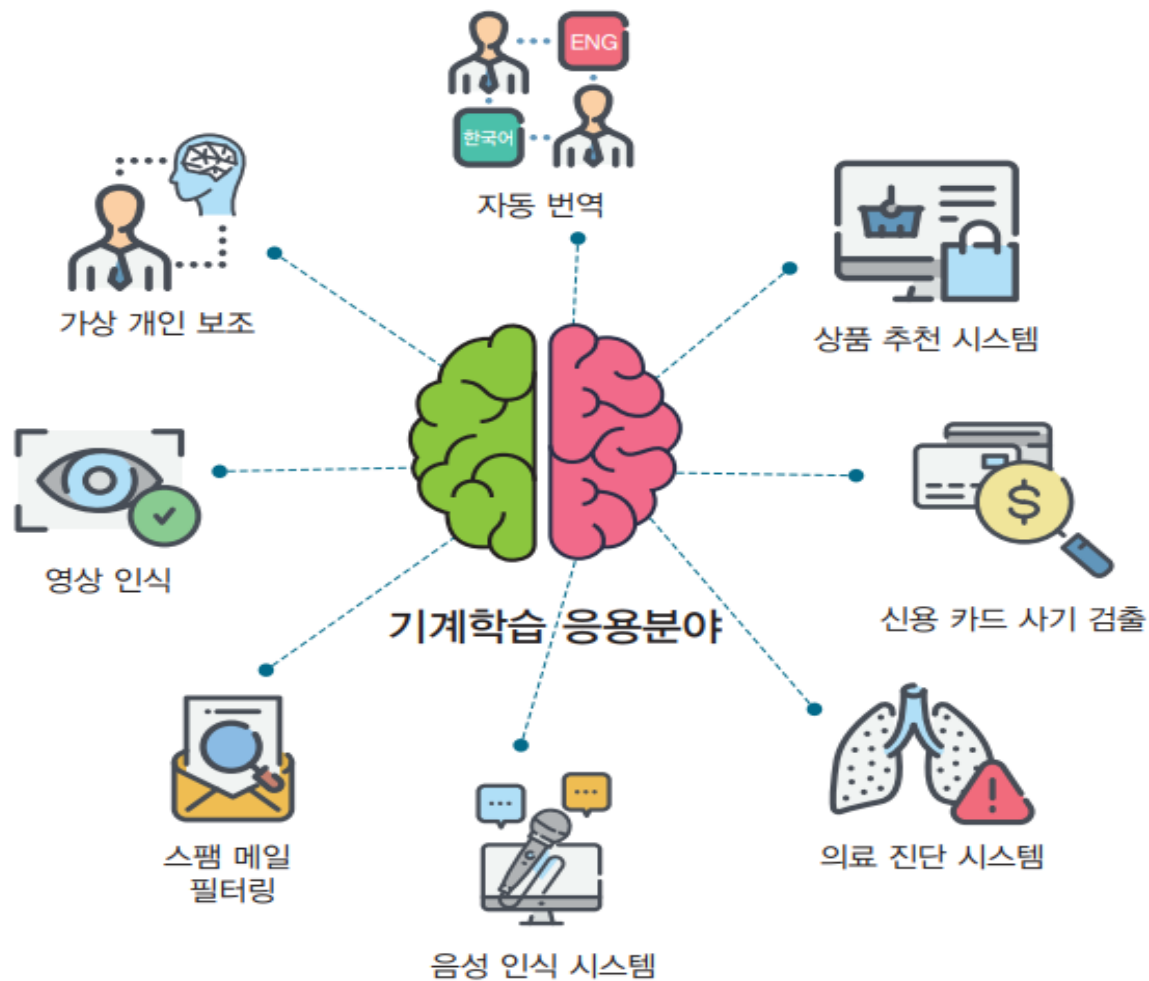 ENG
한국어
자동 번역
가상 개인 보조
상품 추천 시스템
영상 인식
신용 카드 사기 검출
기계학습 응용분야
스팸 메일
필터링
의료 진단 시스템
음성 인식 시스템